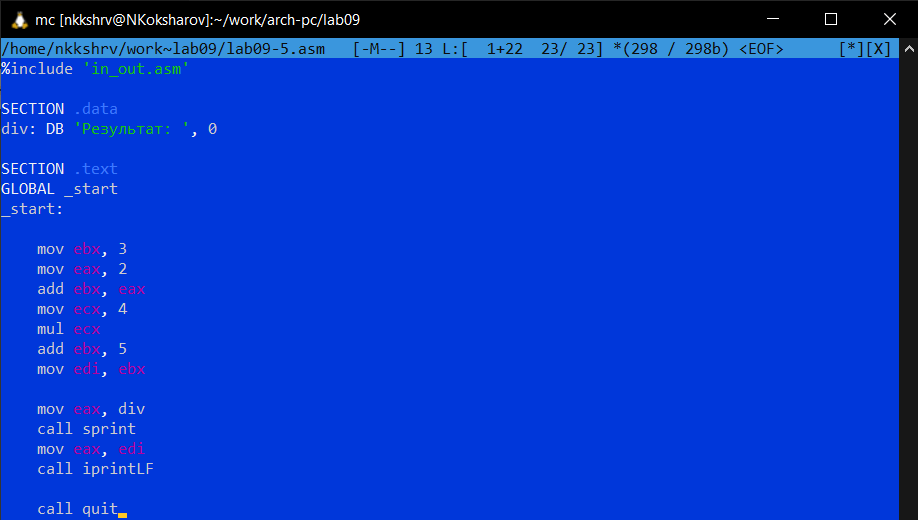 mc [nkkshrv@NKoksharov]:~/work/arch-pc/lab09
/home/nkkshrv/work~lab09/lab09-5.asm   [-M--] 13 L:[  1+22  23/ 23] *(298 / 298b) <EOF>      [*][X]
%include 'in_out.asm'
SECTION .data
div: DB 'Результат: ', 0
SECTION .text
GLOBAL _start
_start:
    mov ebx, 3
    mov eax, 2
    add ebx, eax
    mov ecx, 4
    mul ecx
    add ebx, 5
    mov edi, ebx
    mov eax, div
    call sprint
    mov eax, edi
    call iprintLF
    call quit